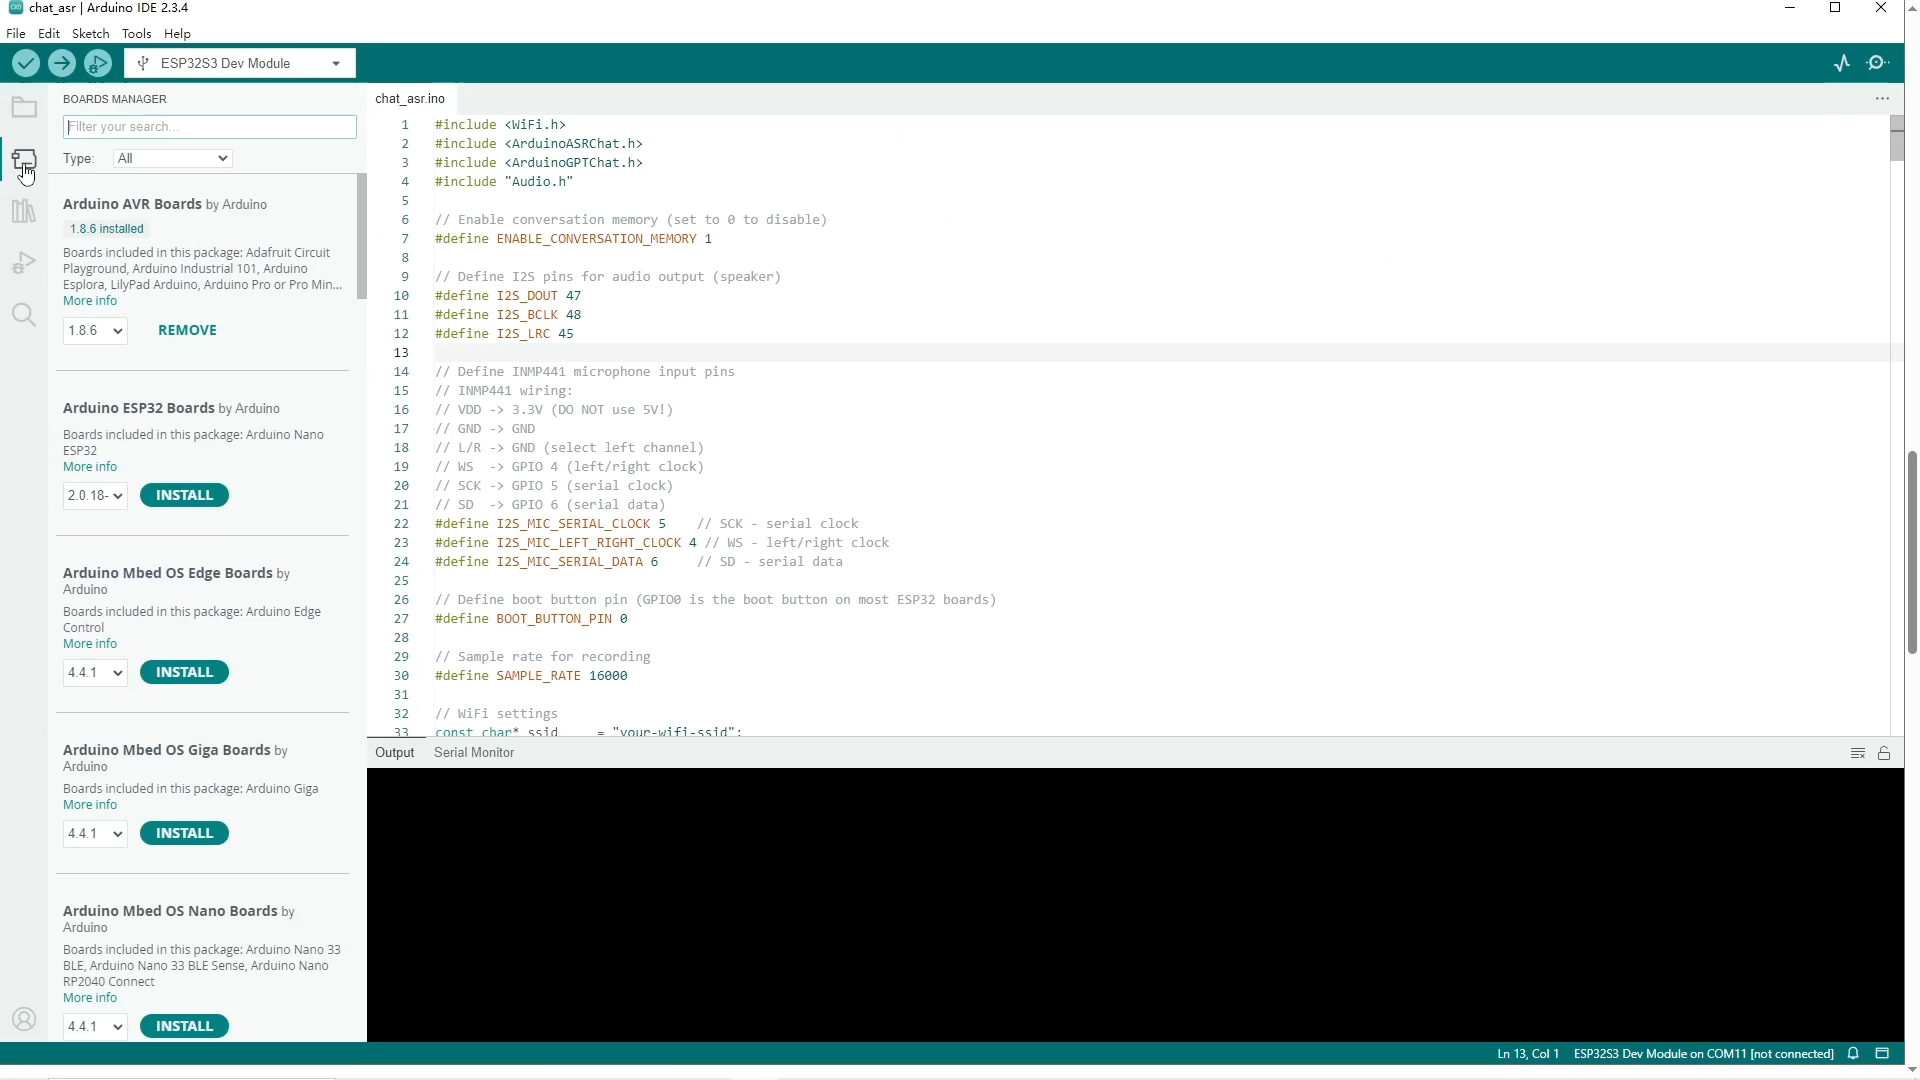 chat_asr | Arduino IDE 2.3.4
File Edit Sketch Tools Help
ESP32S3 Dev Module
BOARDS MANAGER
Filter your search...
Type: All
Arduino AVR Boards by Arduino
1.8.6 installed
Boards included in this package: Adafruit Circuit
Playground, Arduino Industrial 101, Arduino
Esplora, LilyPad Arduino, Arduino Pro or Pro Min...
More info
1.8.6 REMOVE
Arduino ESP32 Boards by Arduino
Boards included in this package: Arduino Nano
ESP32
More info
2.0.18- INSTALL
Arduino Mbed OS Edge Boards by
Arduino
Boards included in this package: Arduino Edge
Control
More info
4.4.1 INSTALL
Arduino Mbed OS Giga Boards by
Arduino
Boards included in this package: Arduino Giga
More info
4.4.1 INSTALL
Arduino Mbed OS Nano Boards by
Arduino
Boards included in this package: Arduino Nano 33
BLE, Arduino Nano 33 BLE Sense, Arduino Nano
RP2040 Connect
More info
4.4.1 INSTALL
chat_asr.ino
1 #include <WiFi.h>
2 #include <ArduinoASRChat.h>
3 #include <ArduinoGPTChat.h>
4 #include "Audio.h"
5
6 // Enable conversation memory (set to 0 to disable)
7 #define ENABLE_CONVERSATION_MEMORY 1
8
9 // Define I2S pins for audio output (speaker)
10 #define I2S_DOUT 47
11 #define I2S_BCLK 48
12 #define I2S_LRC 45
13
14 // Define INMP441 microphone input pins
15 // INMP441 wiring:
16 // VDD -> 3.3V (DO NOT use 5V!)
17 // GND -> GND
18 // L/R -> GND (select left channel)
19 // WS  -> GPIO 4 (left/right clock)
20 // SCK -> GPIO 5 (serial clock)
21 // SD  -> GPIO 6 (serial data)
22 #define I2S_MIC_SERIAL_CLOCK 5    // SCK - serial clock
23 #define I2S_MIC_LEFT_RIGHT_CLOCK 4 // WS - left/right clock
24 #define I2S_MIC_SERIAL_DATA 6     // SD - serial data
25
26 // Define boot button pin (GPIO0 is the boot button on most ESP32 boards)
27 #define BOOT_BUTTON_PIN 0
28
29 // Sample rate for recording
30 #define SAMPLE_RATE 16000
31
32 // WiFi settings
33 const char* ssid     = "your-wifi-ssid";
Output Serial Monitor
Ln 13, Col 1 ESP32S3 Dev Module on COM11 [not connected]